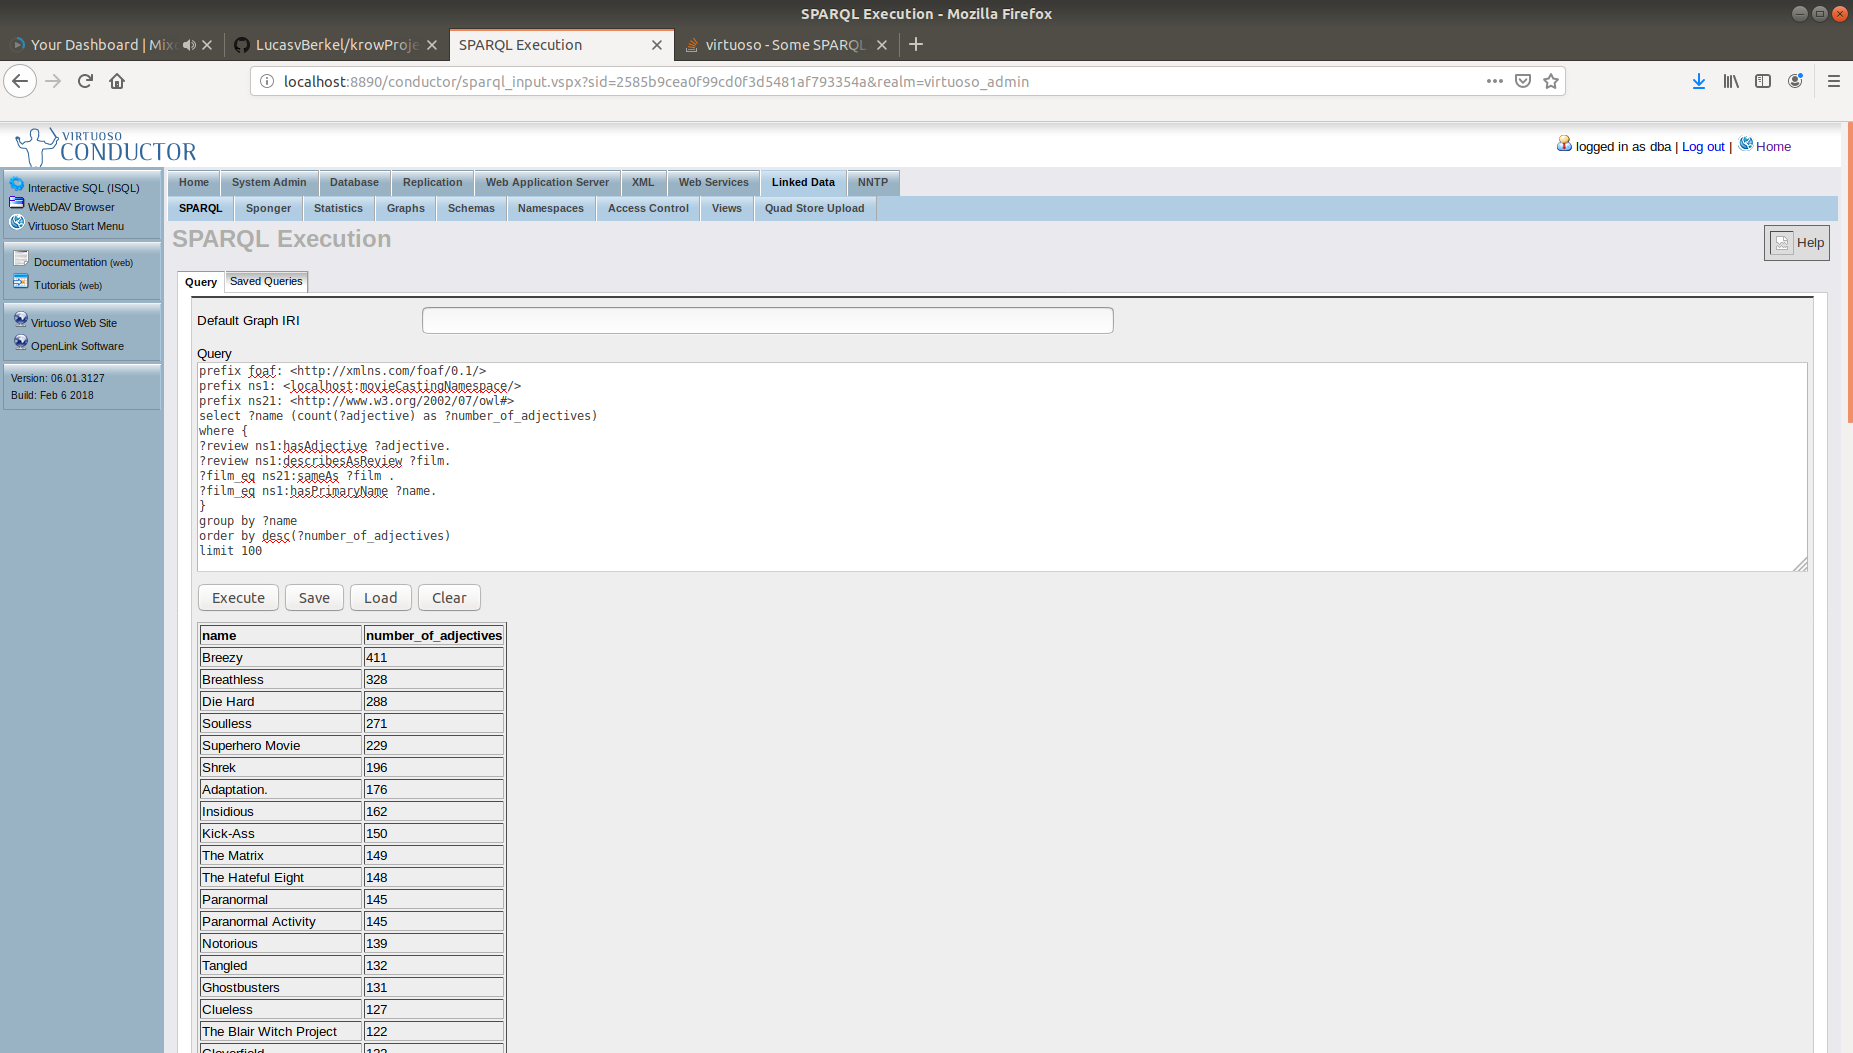 SPARQL Execution - Mozilla Firefox
Your Dashboard | Mix
LucasvBerkel/krowProje
SPARQL Execution
virtuoso - Some SPARQL
localhost:8890/conductor/sparql_input.vspx?sid=2585b9cea0f99cd0f3d5481af793354a&realm=virtuoso_admin
VIRTUOSO
CONDUCTOR
logged in as dba | Log out | Home
Interactive SQL (ISQL)
WebDAV Browser
Virtuoso Start Menu
Documentation (web)
Tutorials (web)
Virtuoso Web Site
OpenLink Software
Version: 06.01.3127
Build: Feb 6 2018
Home System Admin Database Replication Web Application Server XML Web Services Linked Data NNTP
SPARQL Sponger Statistics Graphs Schemas Namespaces Access Control Views Quad Store Upload
SPARQL Execution
Help
Query Saved Queries
Default Graph IRI
Query
prefix foaf: <http://xmlns.com/foaf/0.1/>
prefix ns1: <localhost:movieCastingNamespace/>
prefix ns21: <http://www.w3.org/2002/07/owl#>
select ?name (count(?adjective) as ?number_of_adjectives)
where {
?review ns1:hasAdjective ?adjective.
?review ns1:describesAsReview ?film.
?film_eq ns21:sameAs ?film .
?film_eq ns1:hasPrimaryName ?name.
}
group by ?name
order by desc(?number_of_adjectives)
limit 100
Execute Save Load Clear
name number_of_adjectives
Breezy 411
Breathless 328
Die Hard 288
Soulless 271
Superhero Movie 229
Shrek 196
Adaptation. 176
Insidious 162
Kick-Ass 150
The Matrix 149
The Hateful Eight 148
Paranormal 145
Paranormal Activity 145
Notorious 139
Tangled 132
Ghostbusters 131
Clueless 127
The Blair Witch Project 122